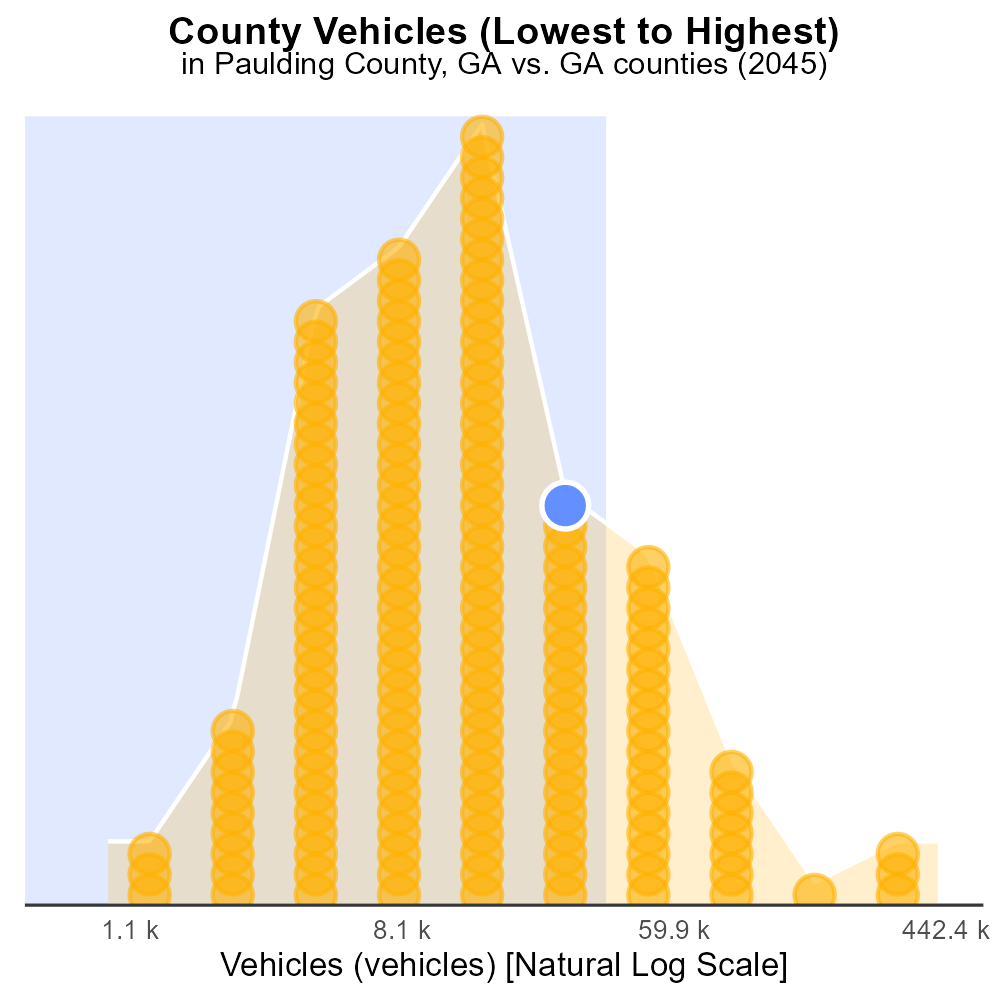 County Vehicles (Lowest to Highest)
in Paulding County, GA vs. GA counties (2045)
1.1 k 8.1 k 59.9 k 442.4 k
Vehicles (vehicles) [Natural Log Scale]